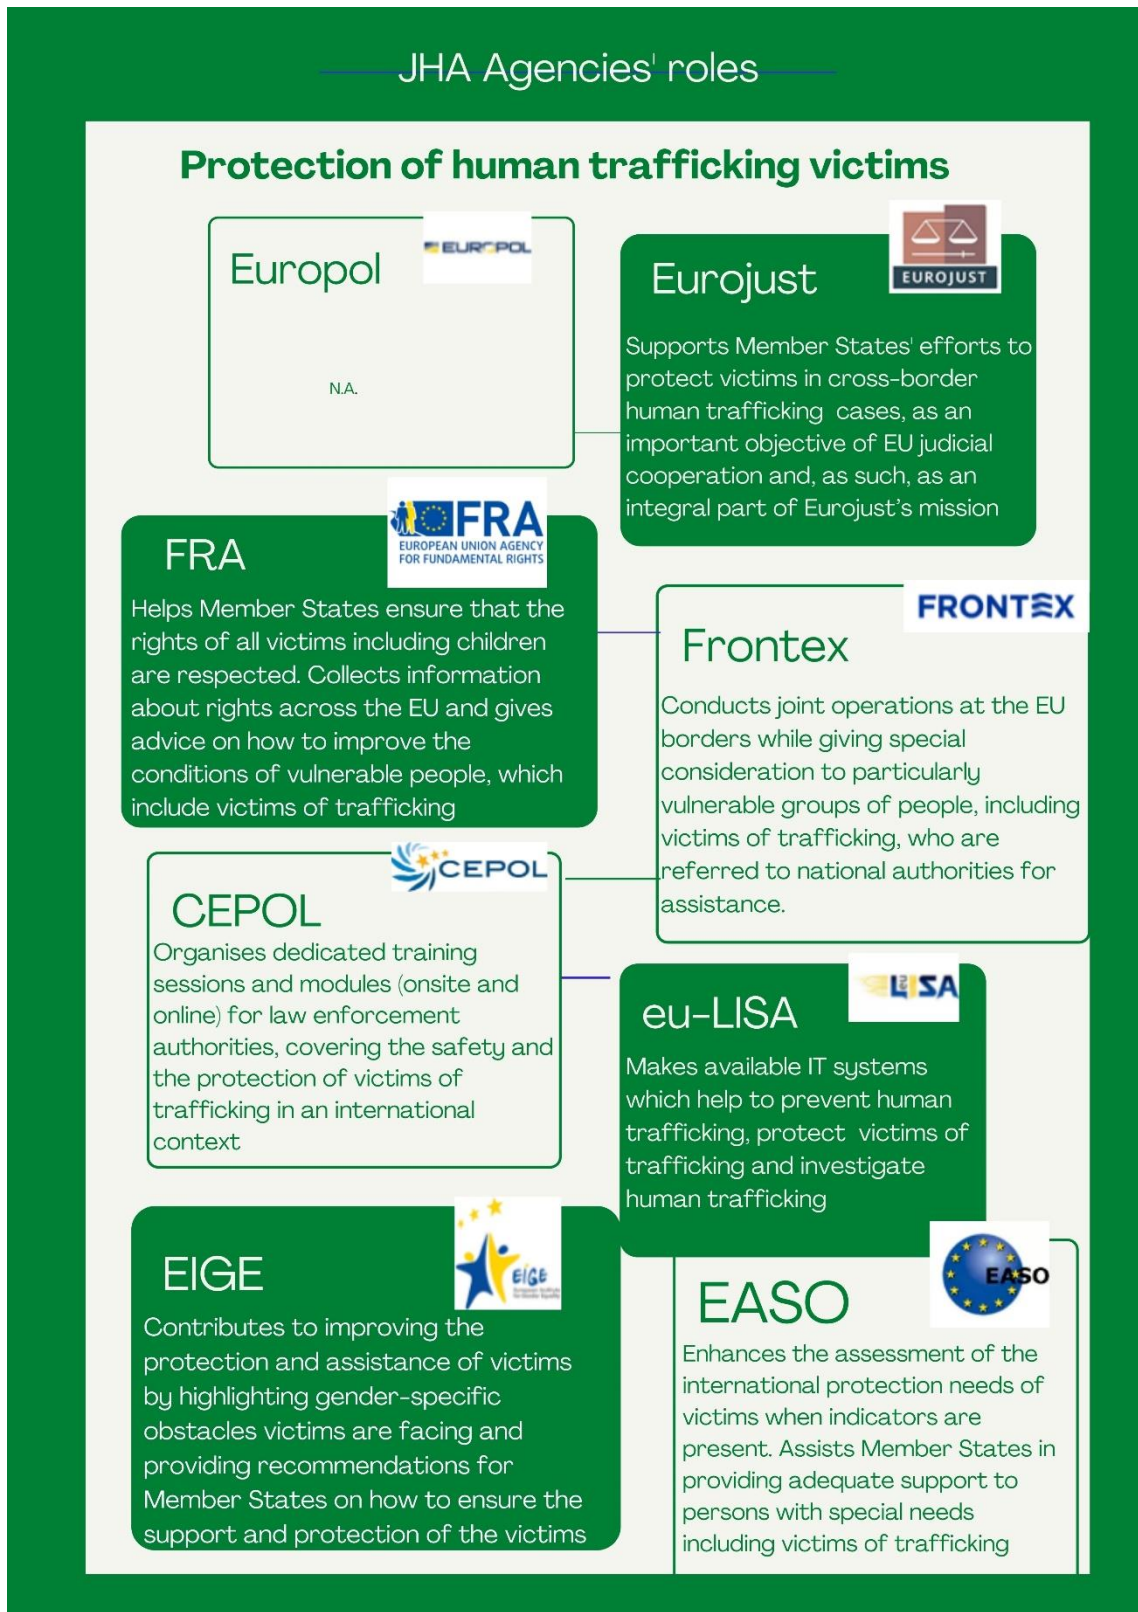 JHA Agencies' roles
Protection of human trafficking victims
EUROPOL
Europol
N.A.
EUROJUST
Eurojust
Supports Member States' efforts to
protect victims in cross-border
human trafficking cases, as an
important objective of EU judicial
cooperation and, as such, as an
integral part of Eurojust's mission
FRA
EUROPEAN UNION AGENCY
FOR FUNDAMENTAL RIGHTS
FRA
Helps Member States ensure that the
rights of all victims including children
are respected. Collects information
about rights across the EU and gives
advice on how to improve the
conditions of vulnerable people, which
include victims of trafficking
FRONTEX
Frontex
Conducts joint operations at the EU
borders while giving special
consideration to particularly
vulnerable groups of people, including
victims of trafficking, who are
referred to national authorities for
assistance.
CEPOL
CEPOL
Organises dedicated training
sessions and modules (onsite and
online) for law enforcement
authorities, covering the safety and
the protection of victims of
trafficking in an international
context
LISA
eu-LISA
Makes available IT systems
which help to prevent human
trafficking, protect victims of
trafficking and investigate
human trafficking
EIGE
European Institute
for Gender Equality
EIGE
Contributes to improving the
protection and assistance of victims
by highlighting gender-specific
obstacles victims are facing and
providing recommendations for
Member States on how to ensure the
support and protection of the victims
EASO
EASO
Enhances the assessment of the
international protection needs of
victims when indicators are
present. Assists Member States in
providing adequate support to
persons with special needs
including victims of trafficking